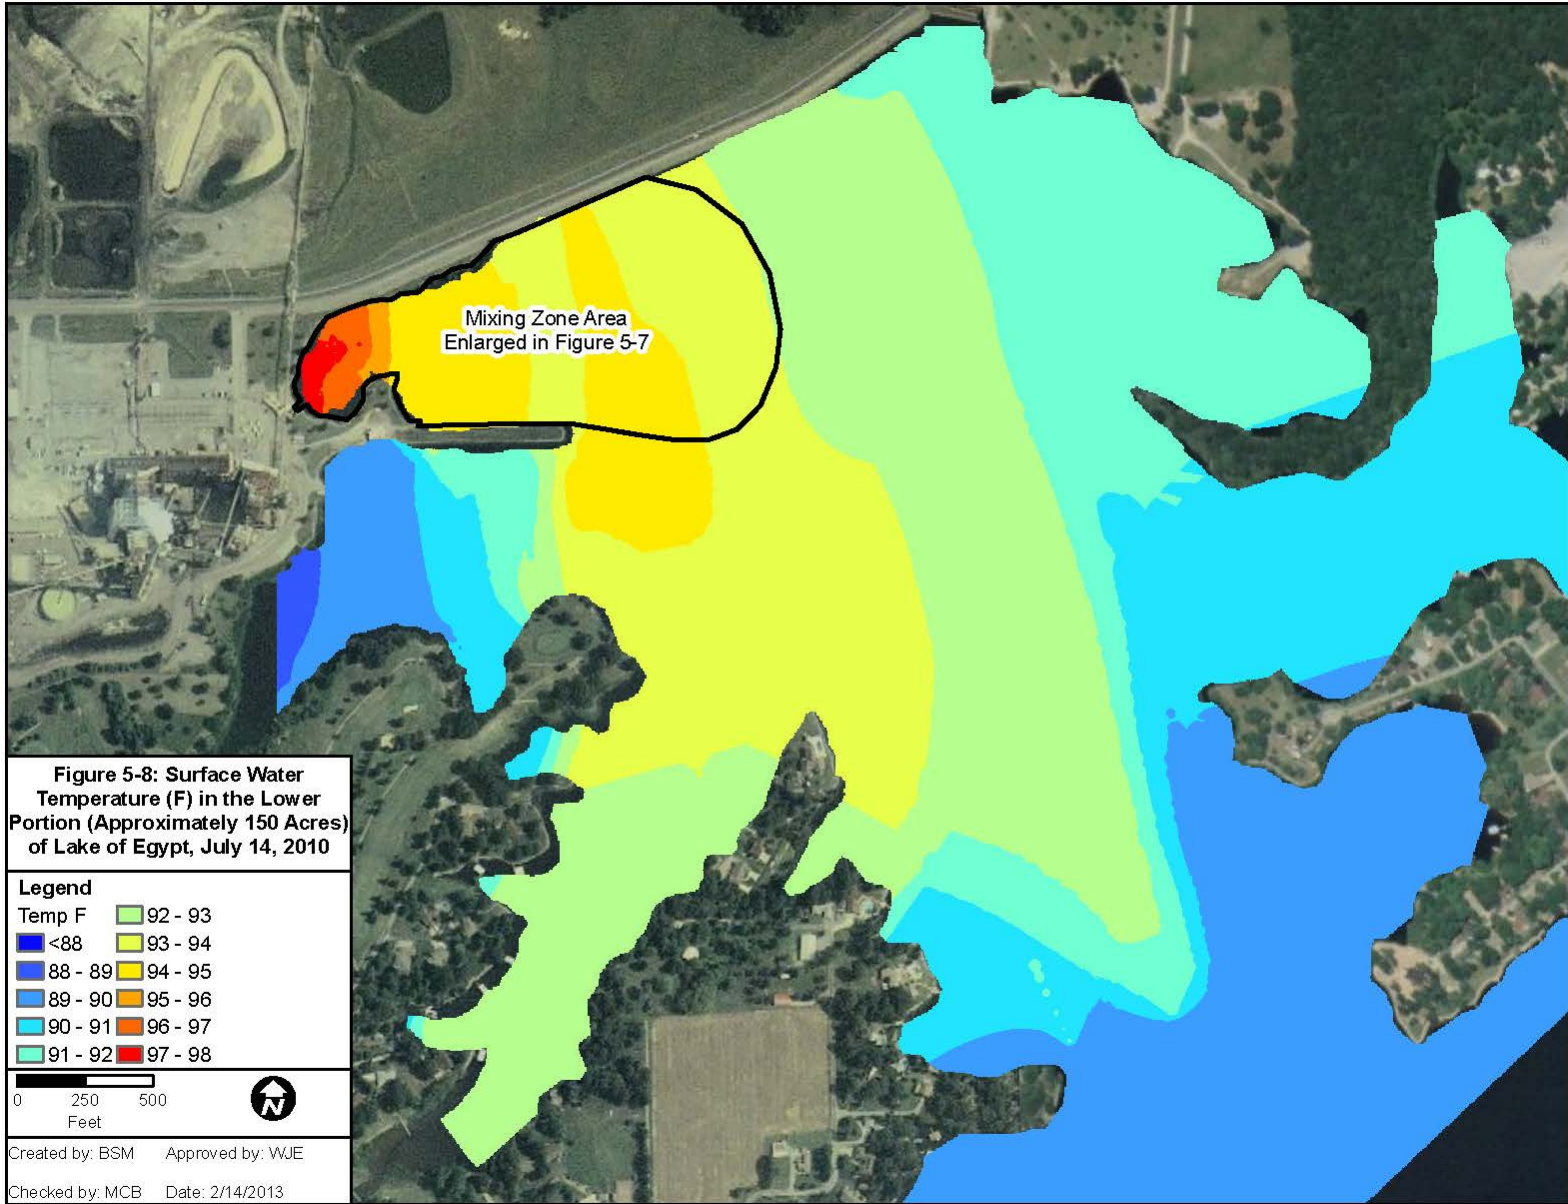 Mixing Zone Area
Enlarged in Figure 5-7
Figure 5-8: Surface Water
Temperature (F) in the Lower
Portion (Approximately 150 Acres)
of Lake of Egypt, July 14, 2010
Legend
Temp F
<88
88 - 89
89 - 90
90 - 91
91 - 92
92 - 93
93 - 94
94 - 95
95 - 96
96 - 97
97 - 98
0 250 500
Feet
N
Created by: BSM Approved by: WJE
Checked by: MCB Date: 2/14/2013